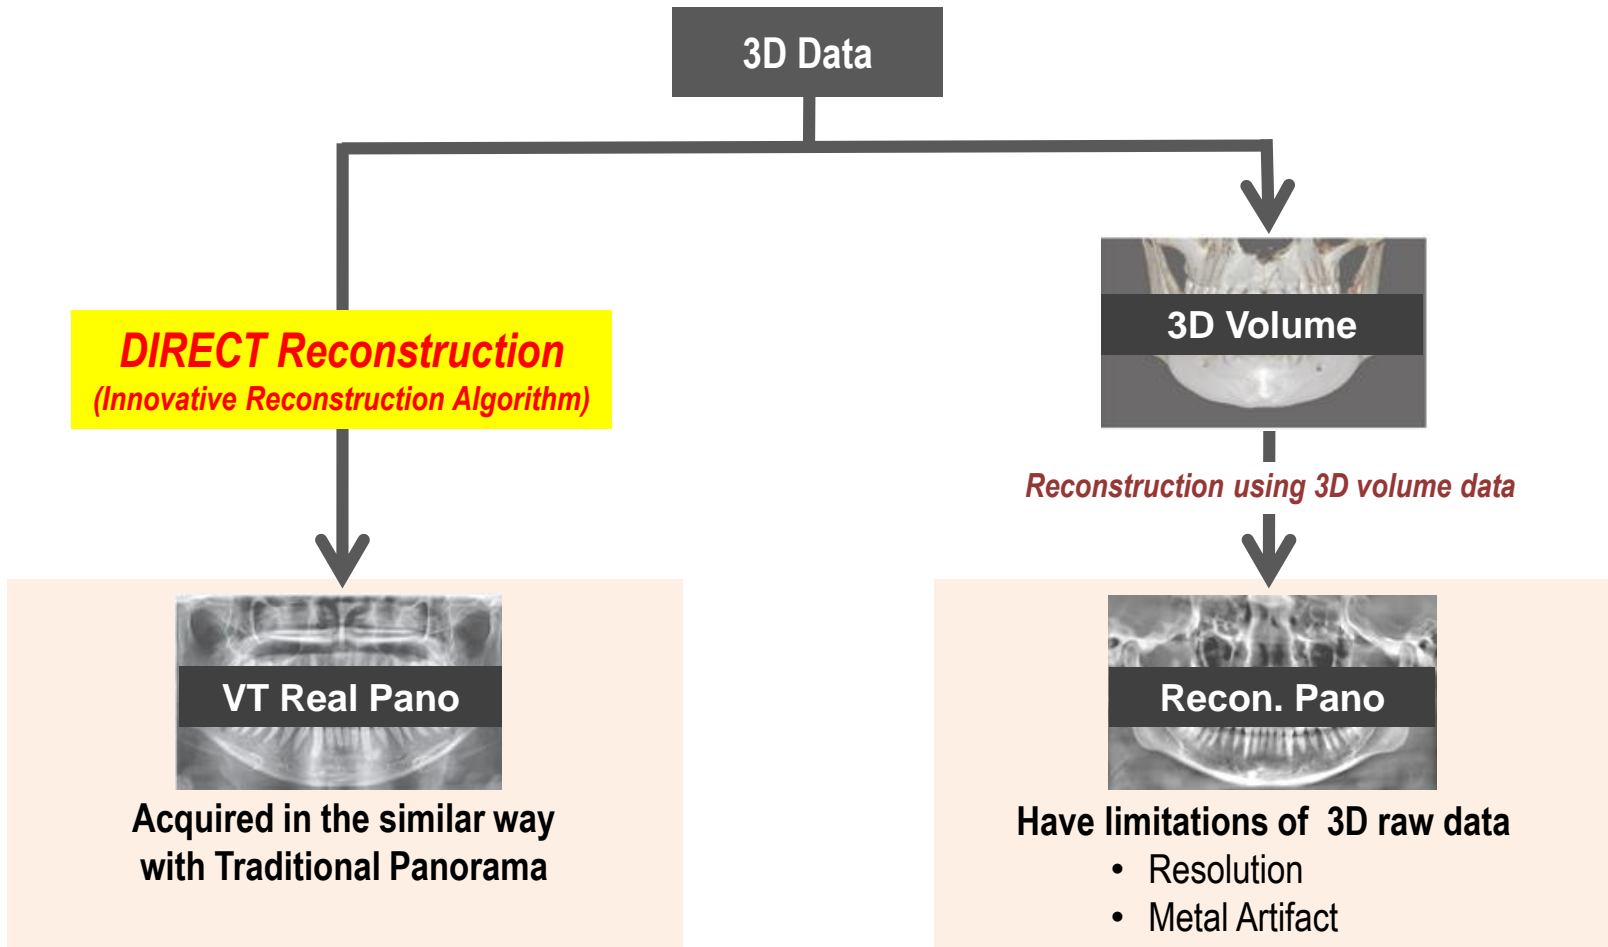 3D Data
DIRECT Reconstruction
(Innovative Reconstruction Algorithm)
3D Volume
Reconstruction using 3D volume data
VT Real Pano
Acquired in the similar way
with Traditional Panorama
Recon. Pano
Have limitations of 3D raw data
• Resolution
• Metal Artifact